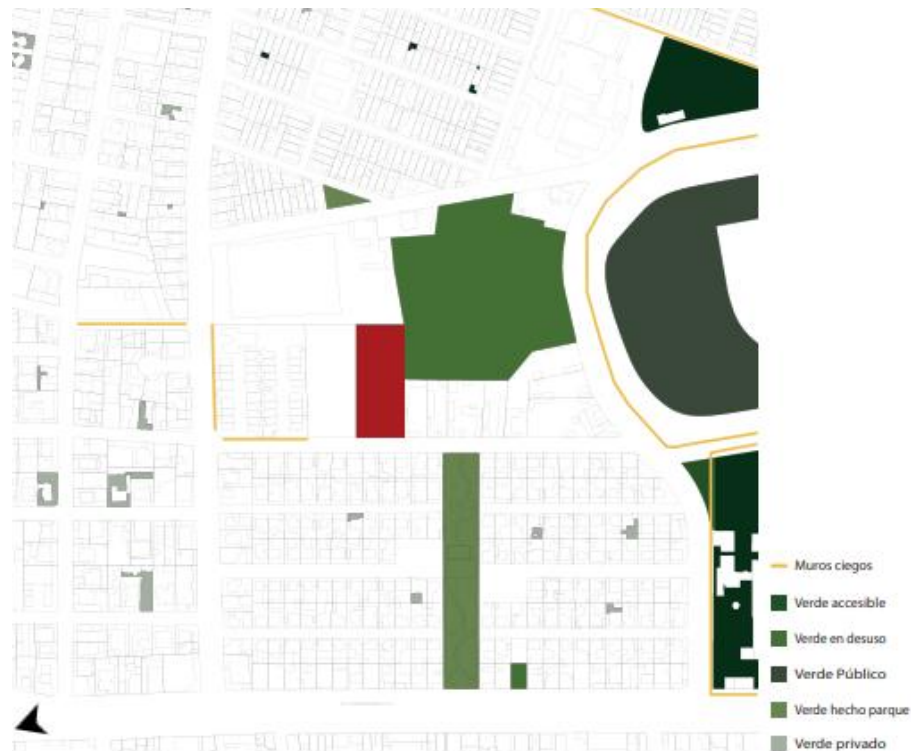 Muros ciegos
Verde accesible
Verde en desuso
Verde Público
Verde hecho parque
Verde privado